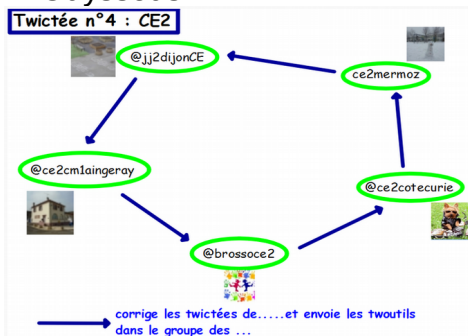 Twictée n°4 : CE2
@jj2dijonCE
ce2mermoz
@ce2cm1aingeray
@ce2cotecurie
@brossoce2
corrige les twictées de.....et envoie les twoutils
dans le groupe des ...